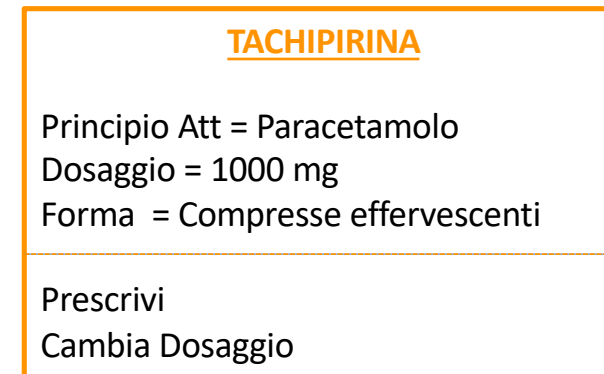 TACHIPIRINA
Principio Att = Paracetamolo
Dosaggio = 1000 mg
Forma = Compresse effervescenti
Prescrivi
Cambia Dosaggio